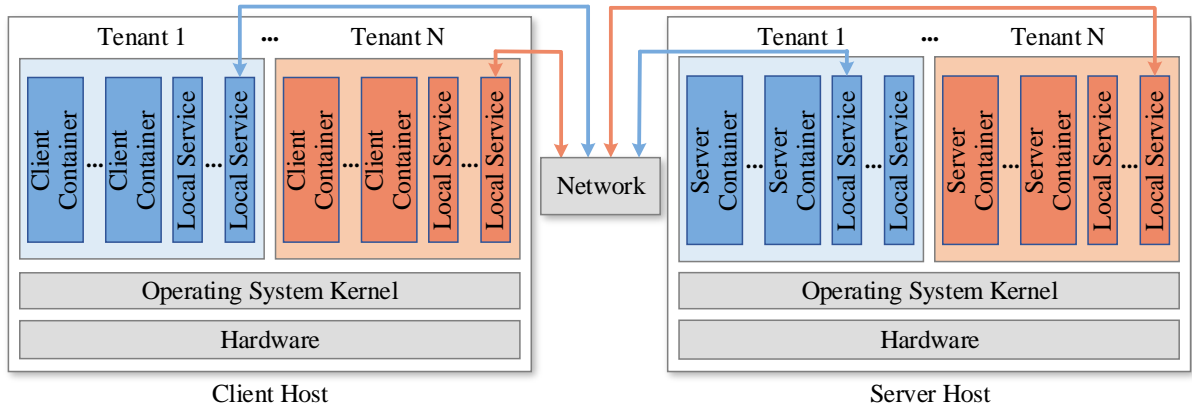 Tenant 1 ... Tenant N
Client
Container
...
Client
Container
Local Service
...
Local Service
Client
Container
...
Client
Container
Local Service
...
Local Service
Operating System Kernel
Hardware
Client Host
Network
Tenant 1 ... Tenant N
Server
Container
...
Server
Container
Local Service
...
Local Service
Server
Container
...
Server
Container
Local Service
...
Local Service
Operating System Kernel
Hardware
Server Host